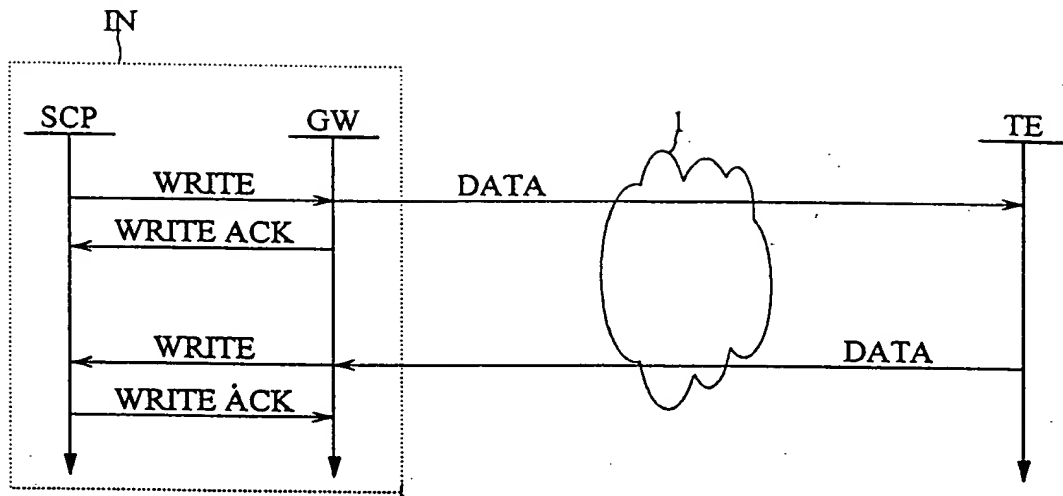 IN
SCP GW 1 TE
WRITE DATA
WRITE ACK
WRITE DATA
WRITE ACK